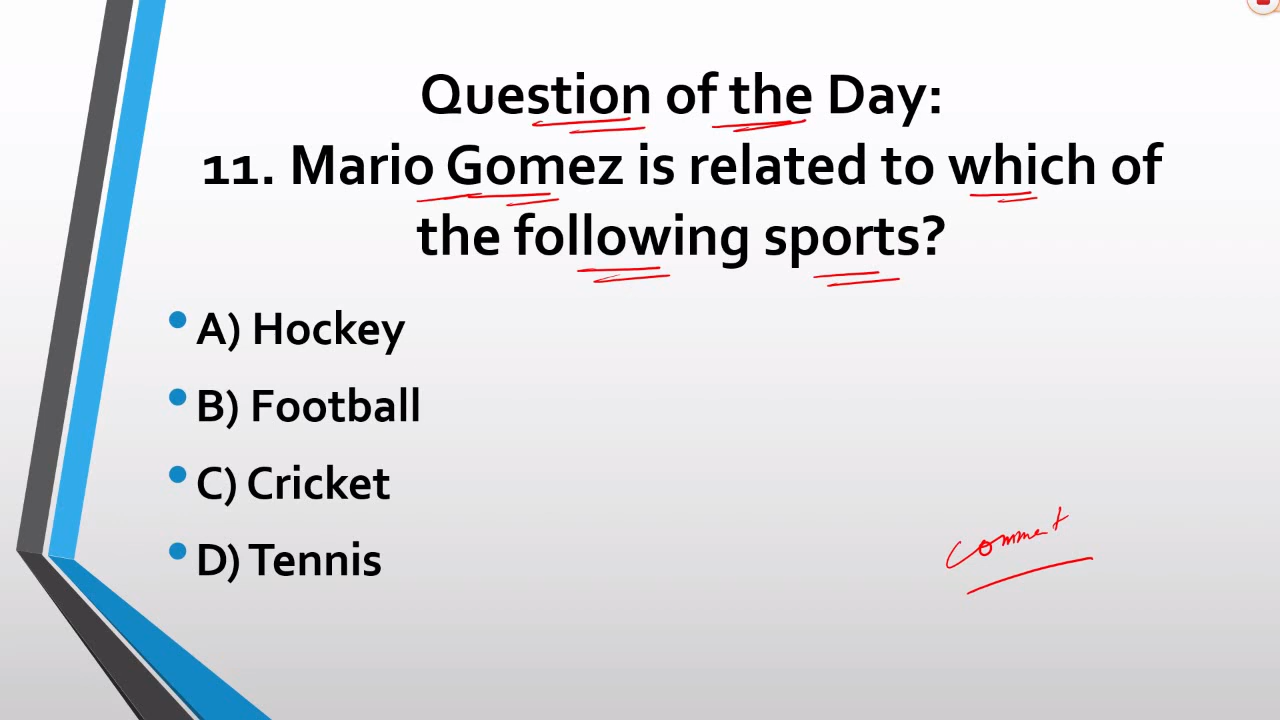 Question of the Day:
11. Mario Gomez is related to which of
the following sports?
A) Hockey
B) Football
C) Cricket
D) Tennis
comment